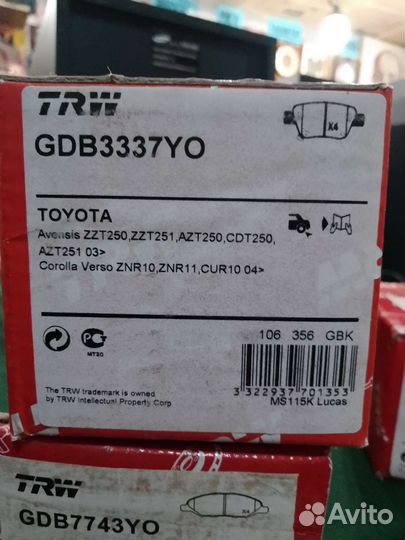 TRW
X4
GDB3337YO
TOYOTA
Avensis ZZT250,ZZT251,AZT250,CDT250,
AZT251 03>
Corolla Verso ZNR10,ZNR11,CUR10 04>
MT20
106 356 GBK
3 322937 701353
MS115K Lucas
The TRW trademark is owned
by TRW Intellectual Property Corp
TRW
X4
GDB7743YO
Avito